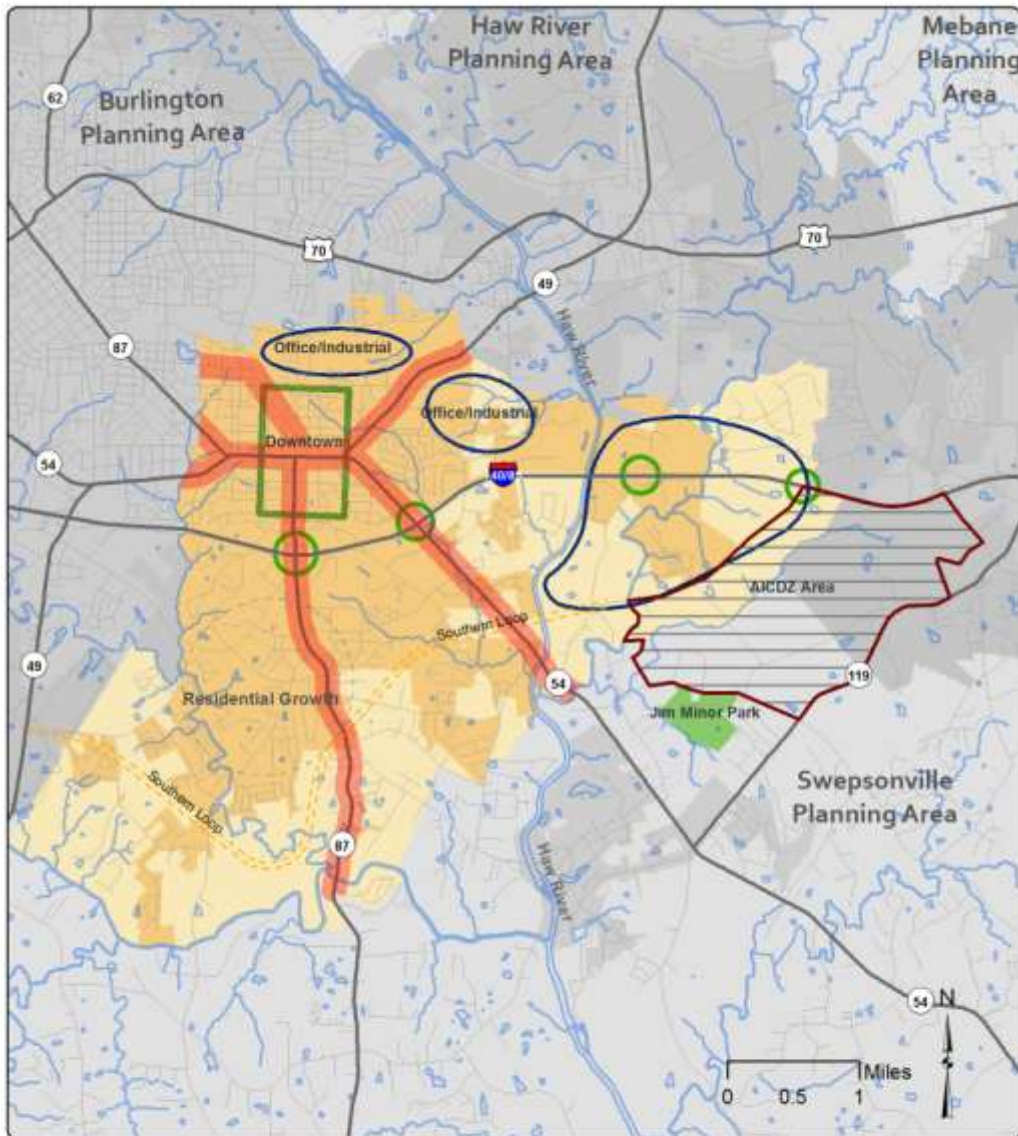 Haw River
Planning Area
Mebane
Planning
Area
62
Burlington
Planning Area
70
70
49
Haw River
87
Office/Industrial
Office/Industrial
Downtown
54
40/8
AICDZ Area
Southern Loop
49
54
119
Residential Growth
Jim Minor Park
Southern Loop
Swepsonville
Planning Area
87
Haw River
54
N
Miles
0 0.5 1